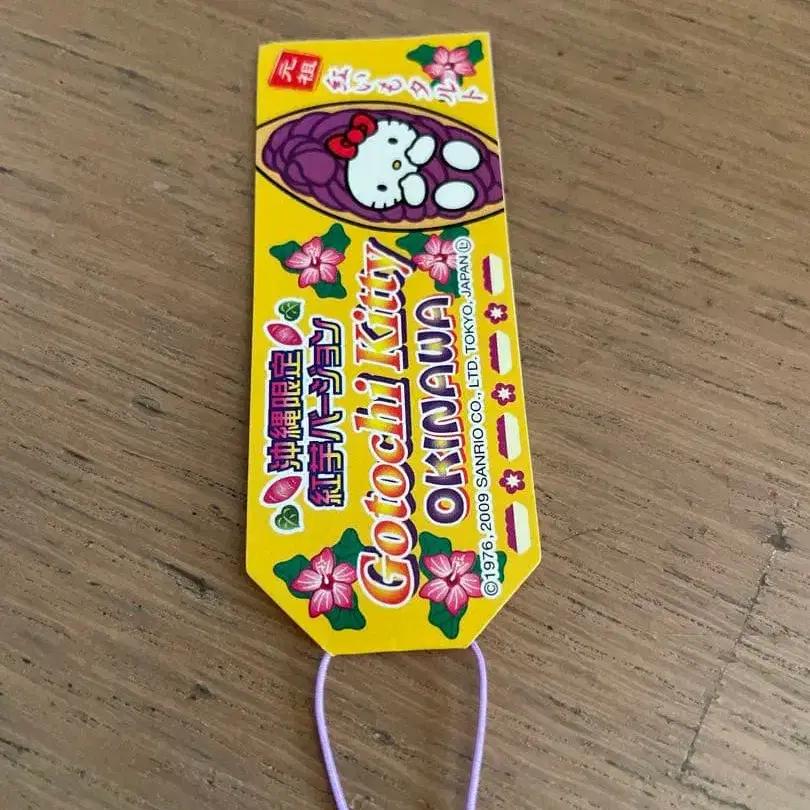 元祖
紅いもタルト
沖縄限定
紅芋バージョン
Gotochi Kitty
OKINAWA
©1976, 2009 SANRIO CO., LTD. TOKYO, JAPAN Ⓛ